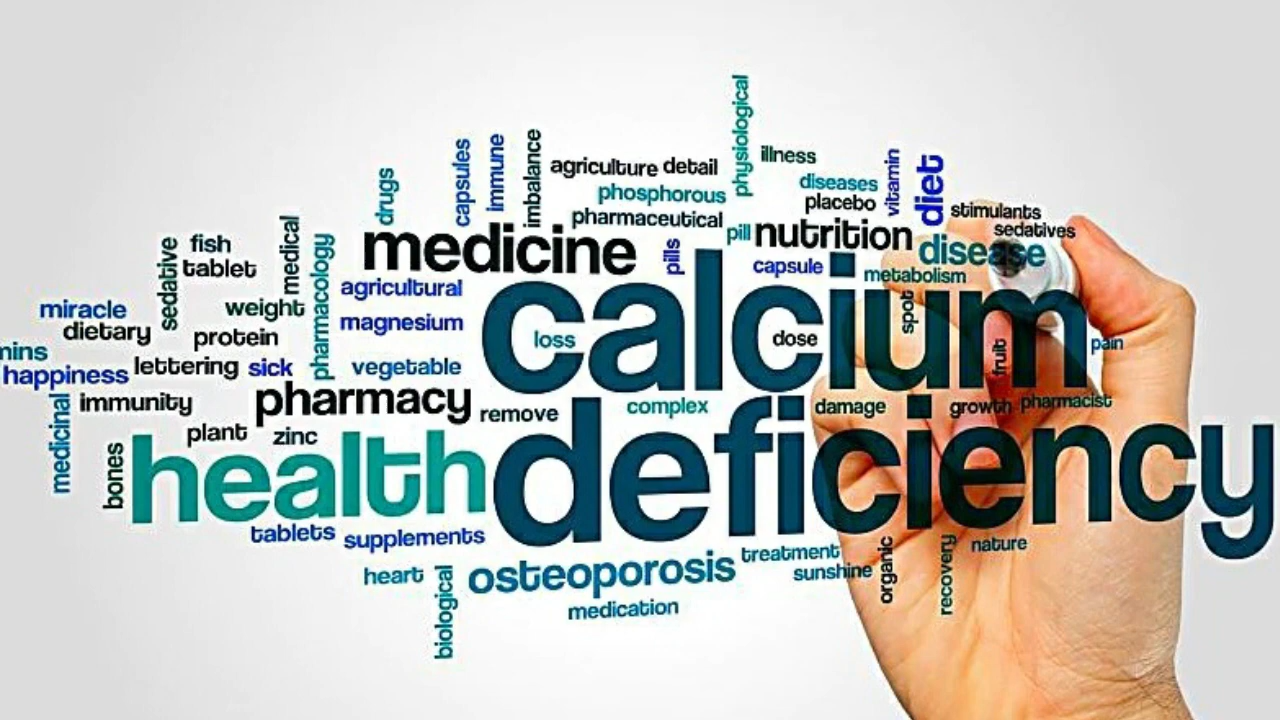 physiological
capsules
immune
imbalance
agriculture detail
illness
vitamin
diet
drugs
phosphorous
diseases
placebo
stimulants
pharmaceutical
medical
sedative
fish
tablet
pharmacology
medicine
pills
pill
nutrition
sedatives
disease
capsule
metabolism
agricultural
calcium
miracle
weight
spot
dietary
protein
magnesium
loss
dose
fruit
pain
mins
happiness
lettering
sick
vegetable
medicinal
immunity
pharmacy
remove
complex
damage
growth
pharmacist
plant
zinc
bones
health
deficiency
tablets
supplements
treatment
organic
recovery
nature
heart
biological
osteoporosis
sunshine
medication